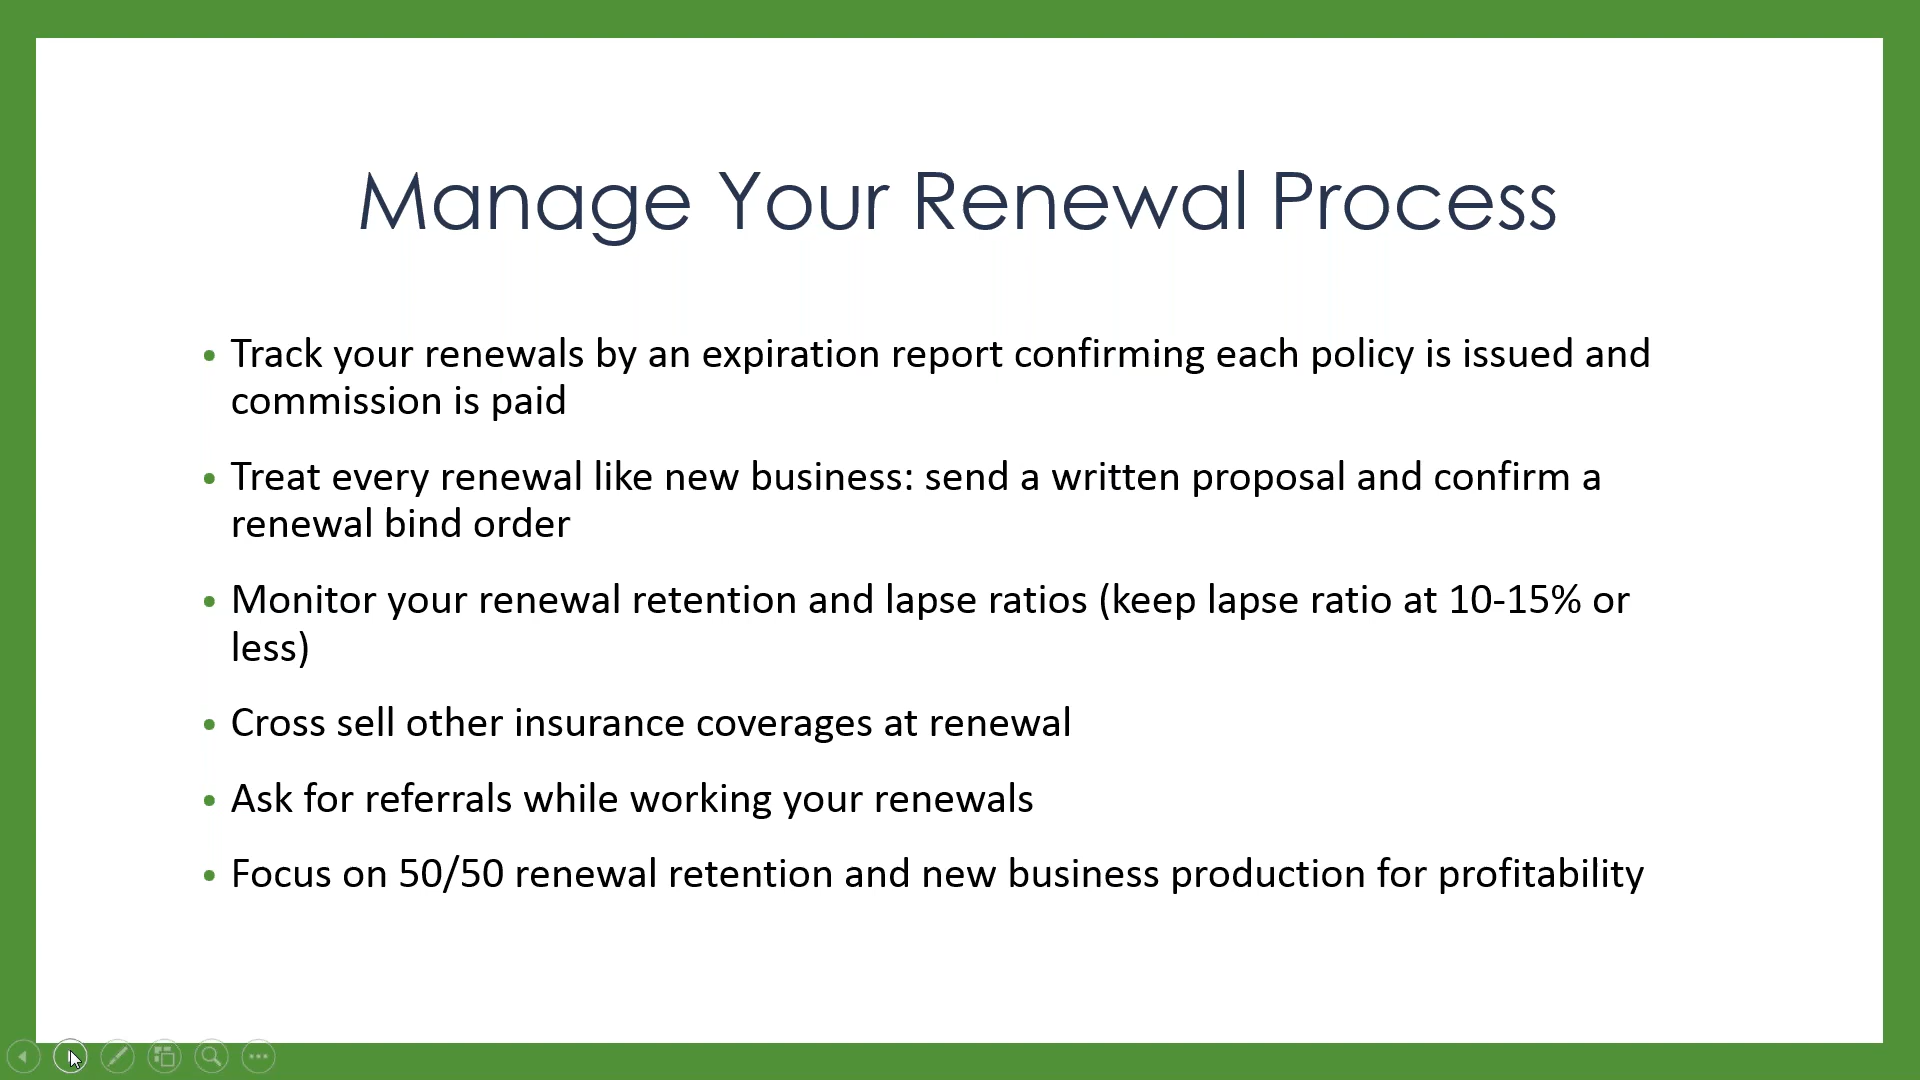 Manage Your Renewal Process
• Track your renewals by an expiration report confirming each policy is issued and
commission is paid
• Treat every renewal like new business: send a written proposal and confirm a
renewal bind order
• Monitor your renewal retention and lapse ratios (keep lapse ratio at 10-15% or
less)
• Cross sell other insurance coverages at renewal
• Ask for referrals while working your renewals
• Focus on 50/50 renewal retention and new business production for profitability